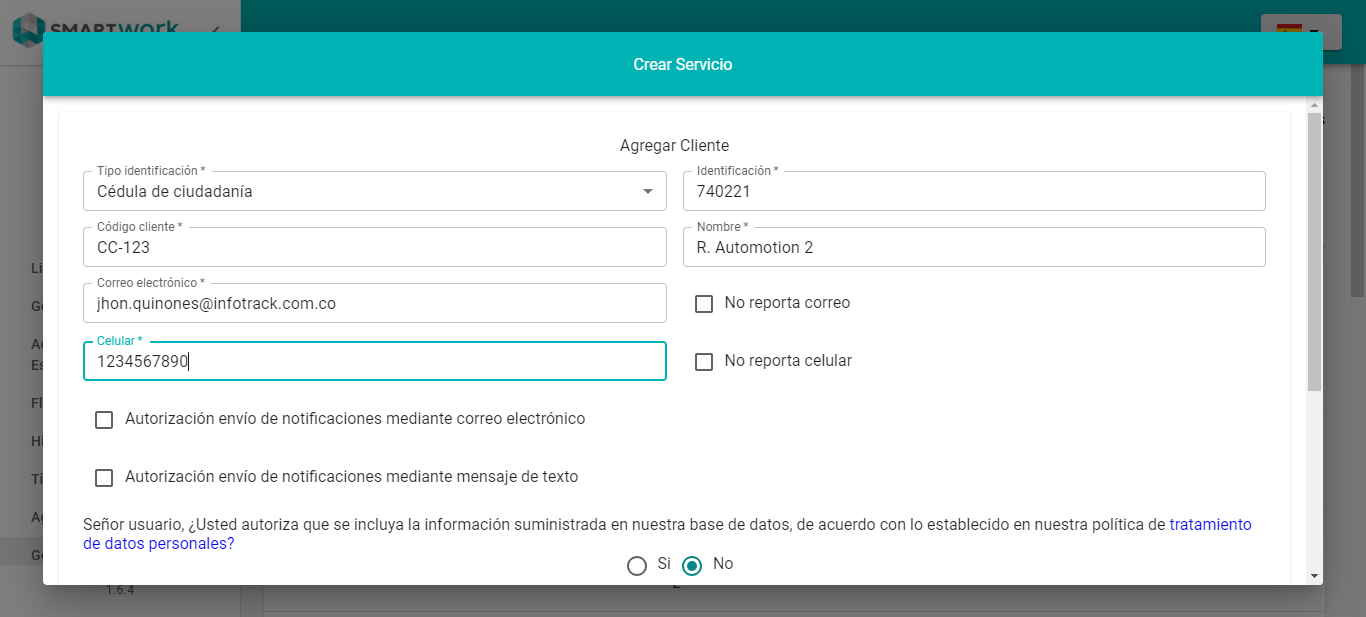 SMARTWORK
Crear Servicio
Agregar Cliente
Tipo identificación *
Cédula de ciudadanía
Identificación *
740221
Código cliente *
CC-123
Nombre *
R. Automotion 2
Correo electrónico *
jhon.quinones@infotrack.com.co
No reporta correo
Celular *
1234567890
No reporta celular
Autorización envío de notificaciones mediante correo electrónico
Autorización envío de notificaciones mediante mensaje de texto
Señor usuario, ¿Usted autoriza que se incluya la información suministrada en nuestra base de datos, de acuerdo con lo establecido en nuestra política de tratamiento
de datos personales?
Si
No
1.6.4